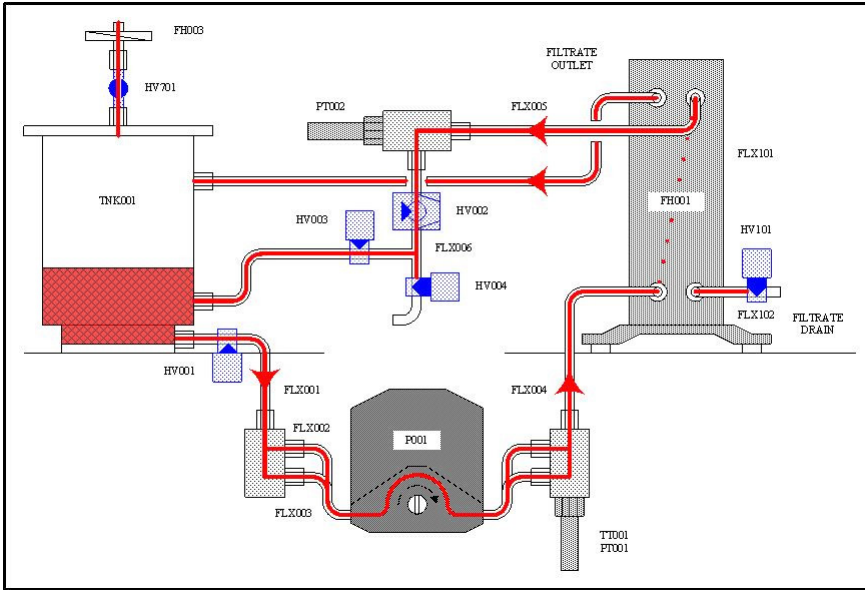 FH003
HV701
FILTRATE
OUTLET
PT002
FLX005
FLX101
TNK001
FH001
HV003
HV002
HV101
FLX006
HV004
FLX102
FILTRATE
DRAIN
HV001
FLX001
FLX004
FLX002
P001
FLX003
TT001
PT001